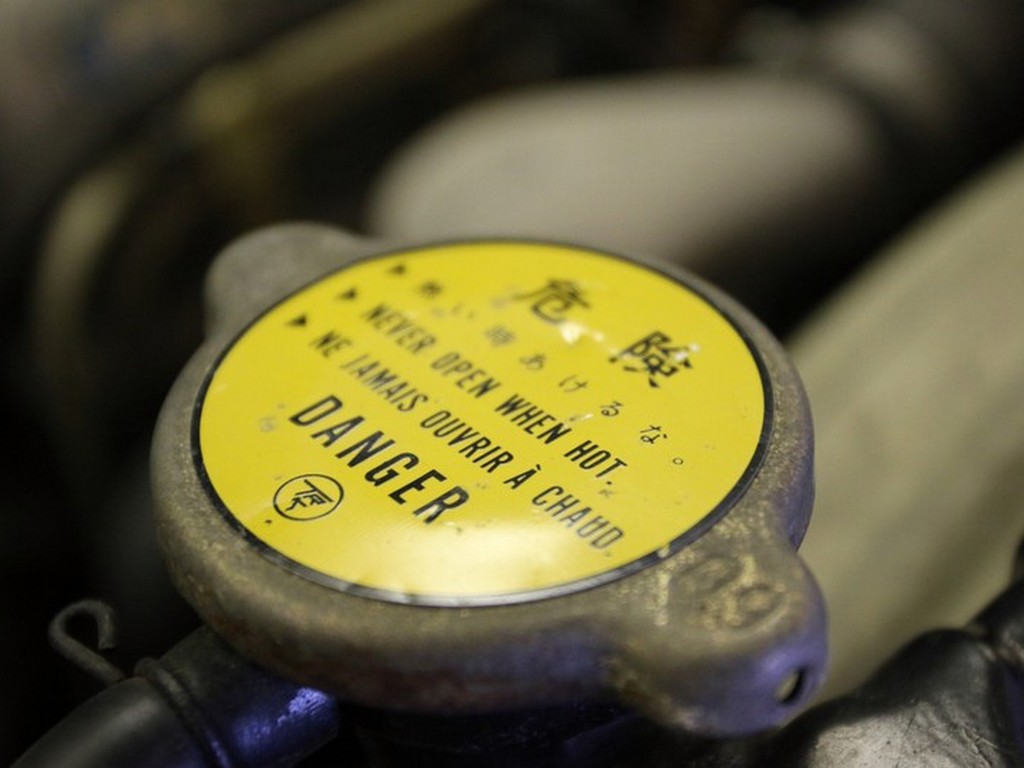 危険
熱い時あけるな。
NEVER OPEN WHEN HOT.
NE JAMAIS OUVRIR À CHAUD.
DANGER